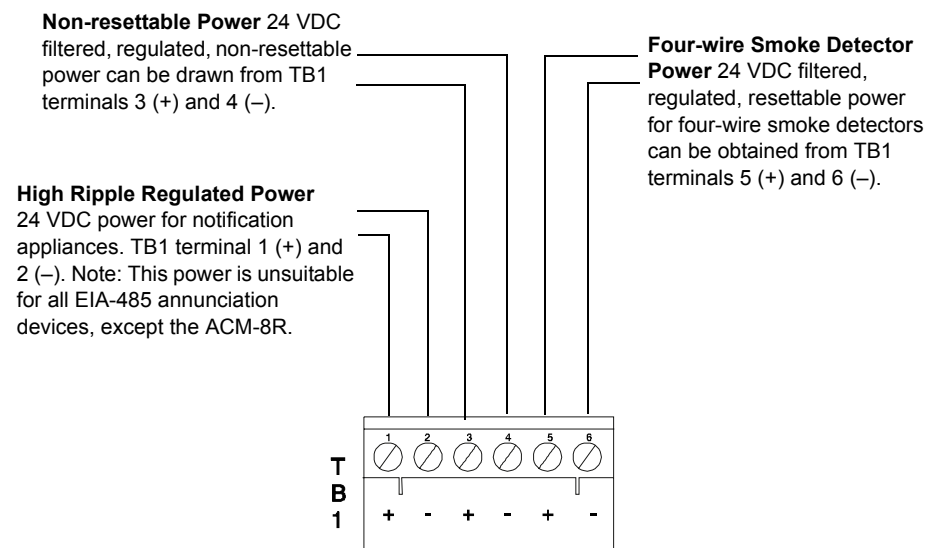 Non-resettable Power 24 VDC
filtered, regulated, non-resettable
power can be drawn from TB1
terminals 3 (+) and 4 (–).
Four-wire Smoke Detector
Power 24 VDC filtered,
regulated, resettable power
for four-wire smoke detectors
can be obtained from TB1
terminals 5 (+) and 6 (–).
High Ripple Regulated Power
24 VDC power for notification
appliances. TB1 terminal 1 (+) and
2 (–). Note: This power is unsuitable
for all EIA-485 annunciation
devices, except the ACM-8R.
1 2 3 4 5 6
T
B
1
+ - + - + -